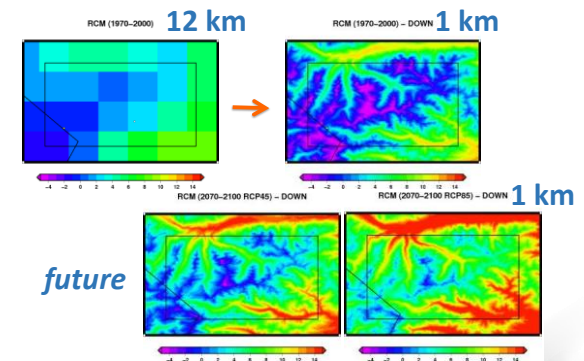 RCM (1970–2000) 12 km
RCM (1970–2000) – DOWN 1 km
-4 -2 0 2 4 6 8 10 12 14
-4 -2 0 2 4 6 8 10 12 14
RCM (2070–2100 RCP45) – DOWN
RCM (2070–2100 RCP85) – DOWN 1 km
future
-4 -2 0 2 4 6 8 10 12 14
-4 -2 0 2 4 6 8 10 12 14